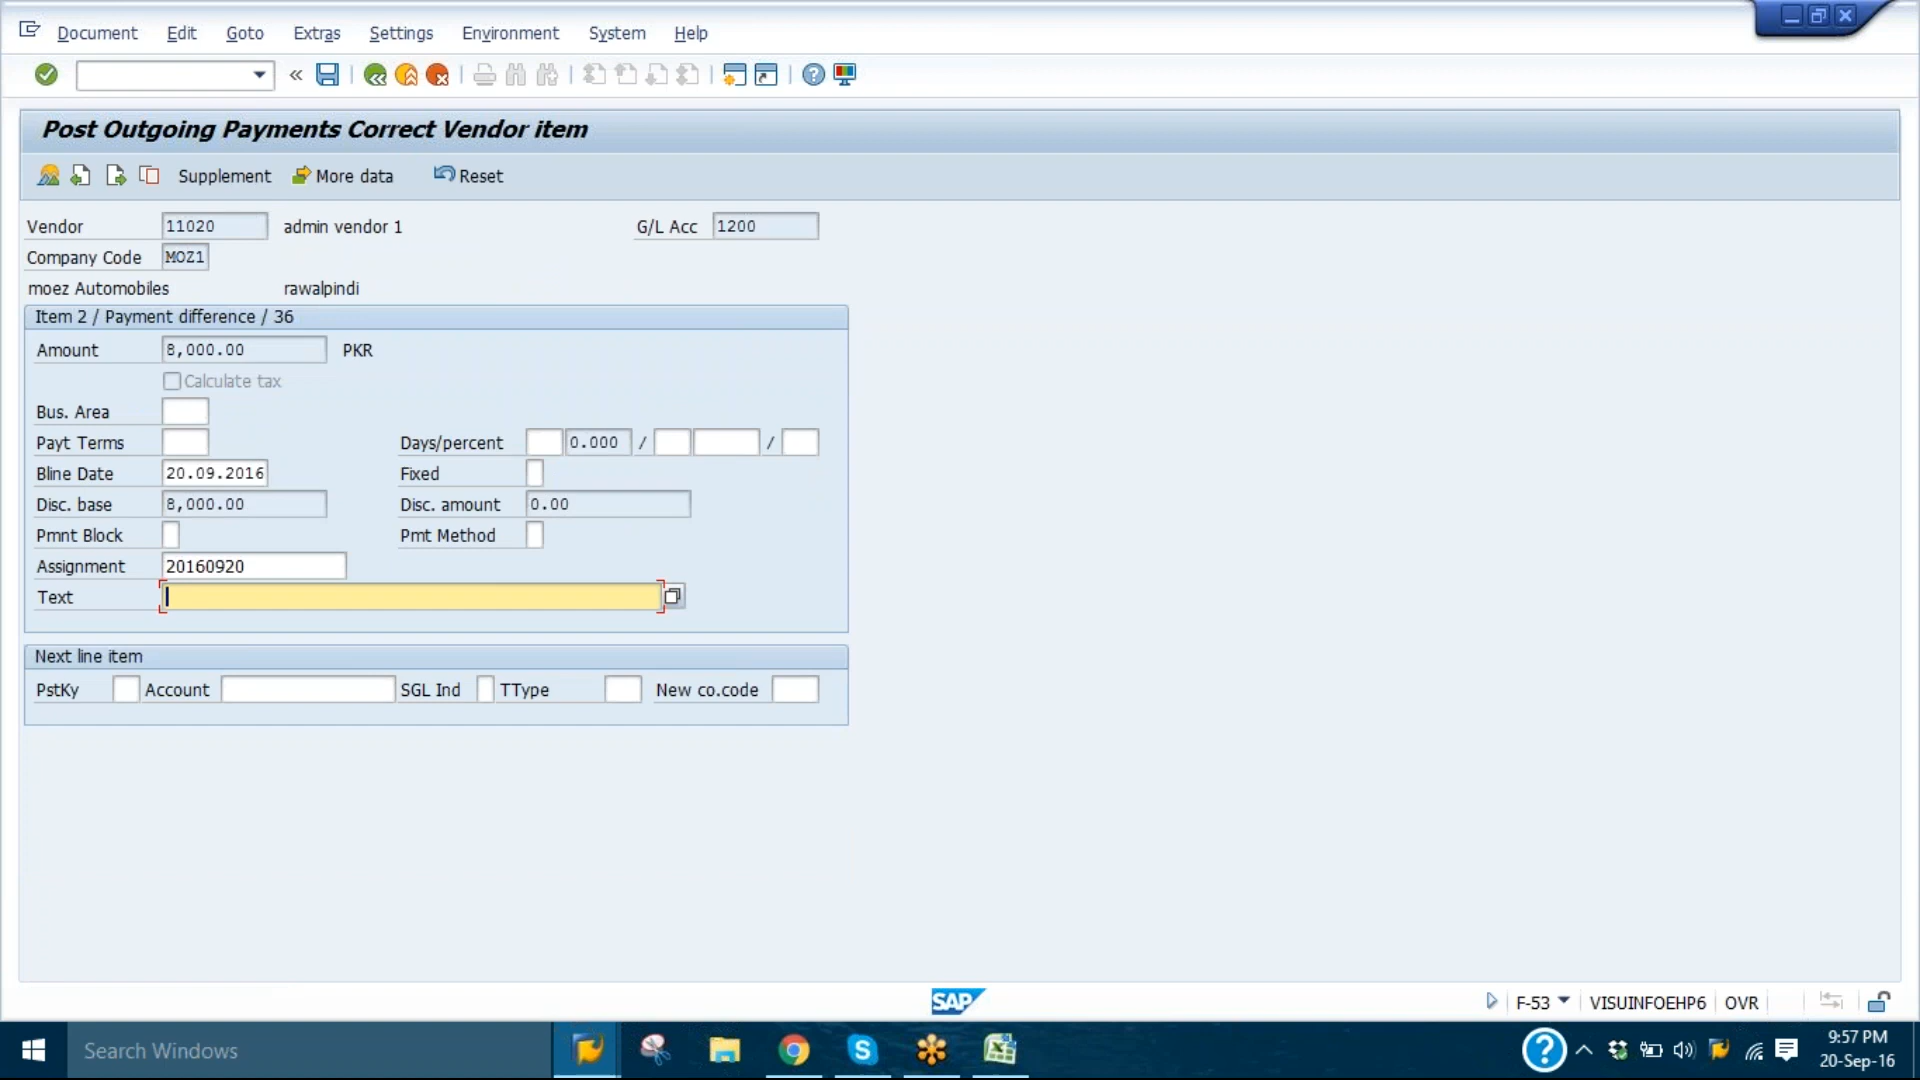 Document Edit Goto Extras Settings Environment System Help
Post Outgoing Payments Correct Vendor item
Supplement More data Reset
Vendor 11020 admin vendor 1 G/L Acc 1200
Company Code MOZ1
moez Automobiles rawalpindi
Item 2 / Payment difference / 36
Amount 8,000.00 PKR
Calculate tax
Bus. Area
Payt Terms Days/percent 0.000 / /
Bline Date 20.09.2016 Fixed
Disc. base 8,000.00 Disc. amount 0.00
Pmnt Block Pmt Method
Assignment 20160920
Text
Next line item
PstKy Account SGL Ind TType New co.code
SAP F-53 VISUINFOEHP6 OVR
Search Windows
9:57 PM
20-Sep-16